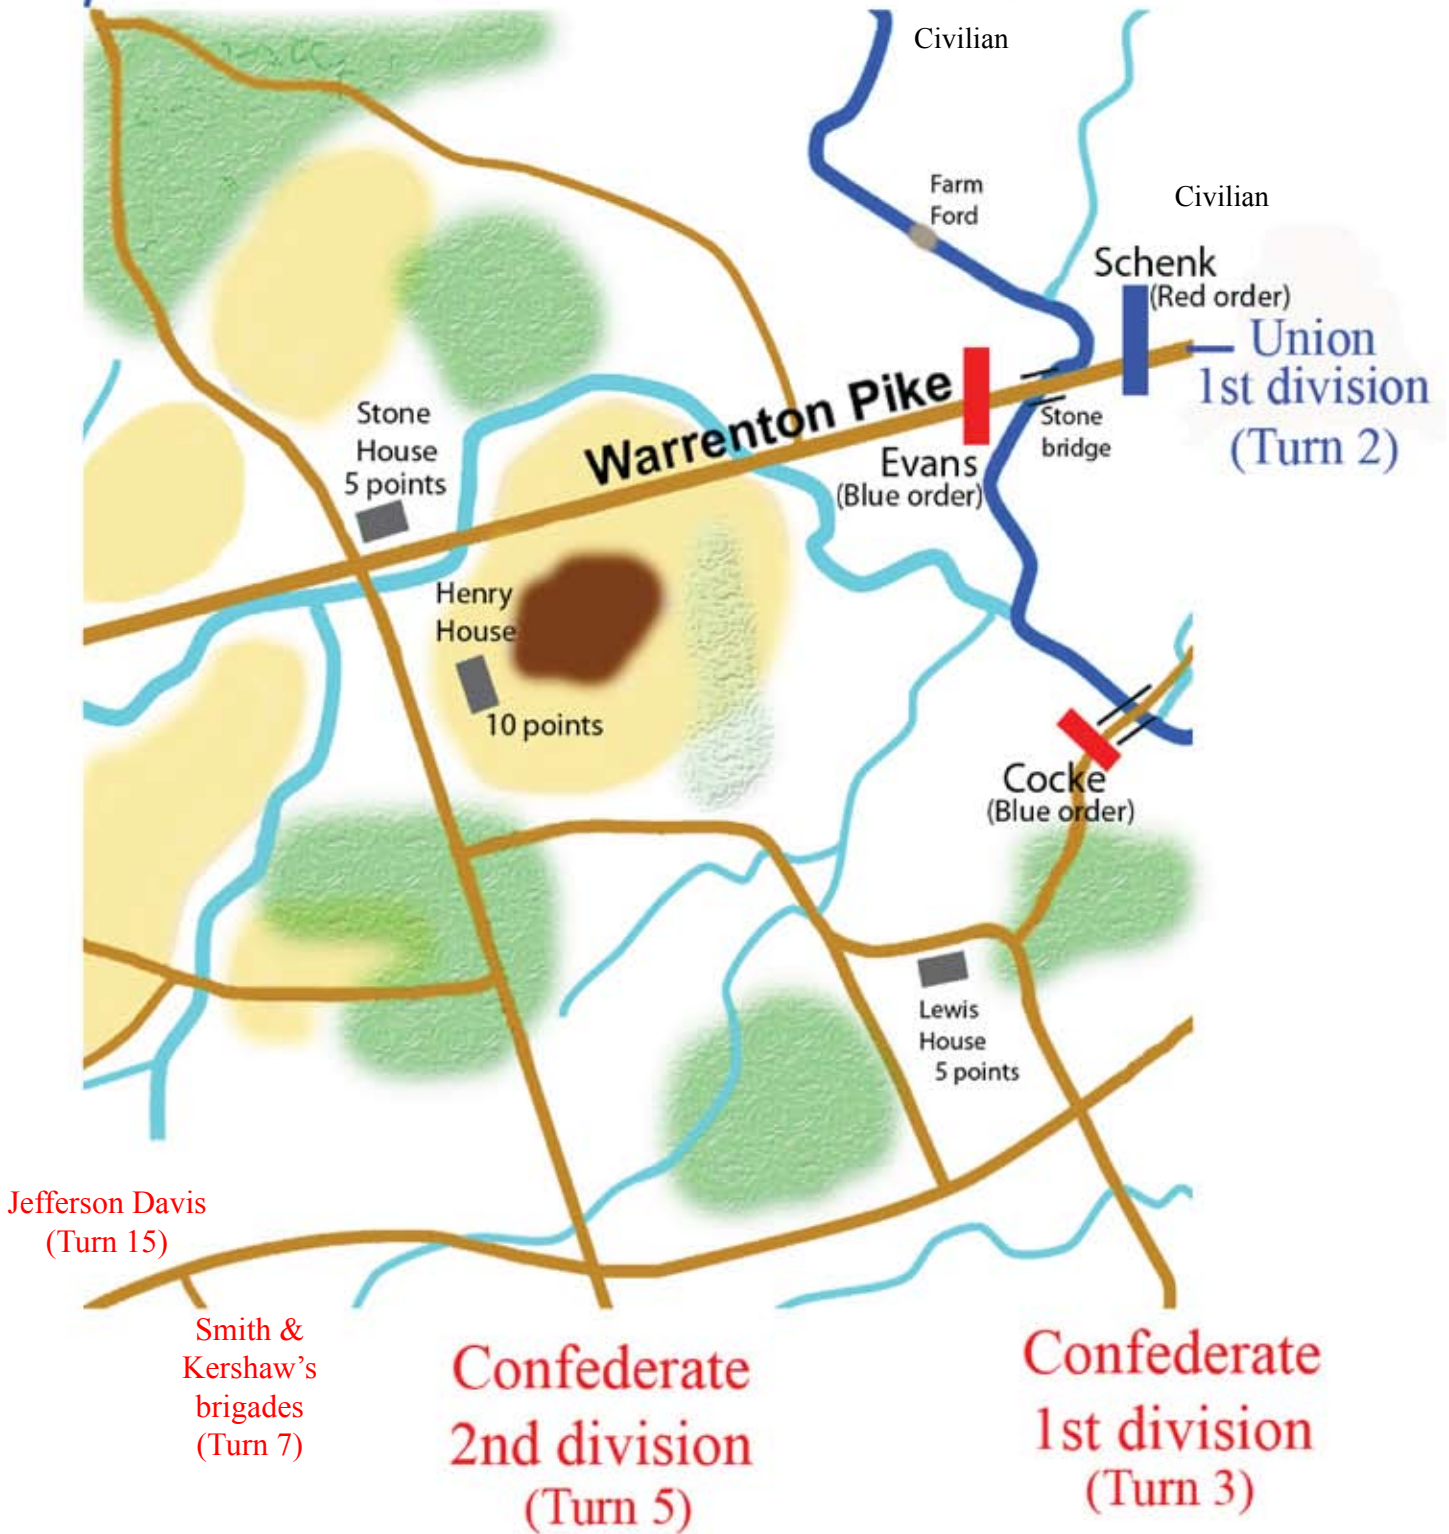 Civilian
Farm
Ford
Civilian
Schenk
(Red order)
Union
1st division
(Turn 2)
Warrenton Pike
Stone
bridge
Evans
(Blue order)
Stone
House
5 points
Henry
House
10 points
Cocke
(Blue order)
Lewis
House
5 points
Jefferson Davis
(Turn 15)
Smith &
Kershaw’s
brigades
(Turn 7)
Confederate
2nd division
(Turn 5)
Confederate
1st division
(Turn 3)